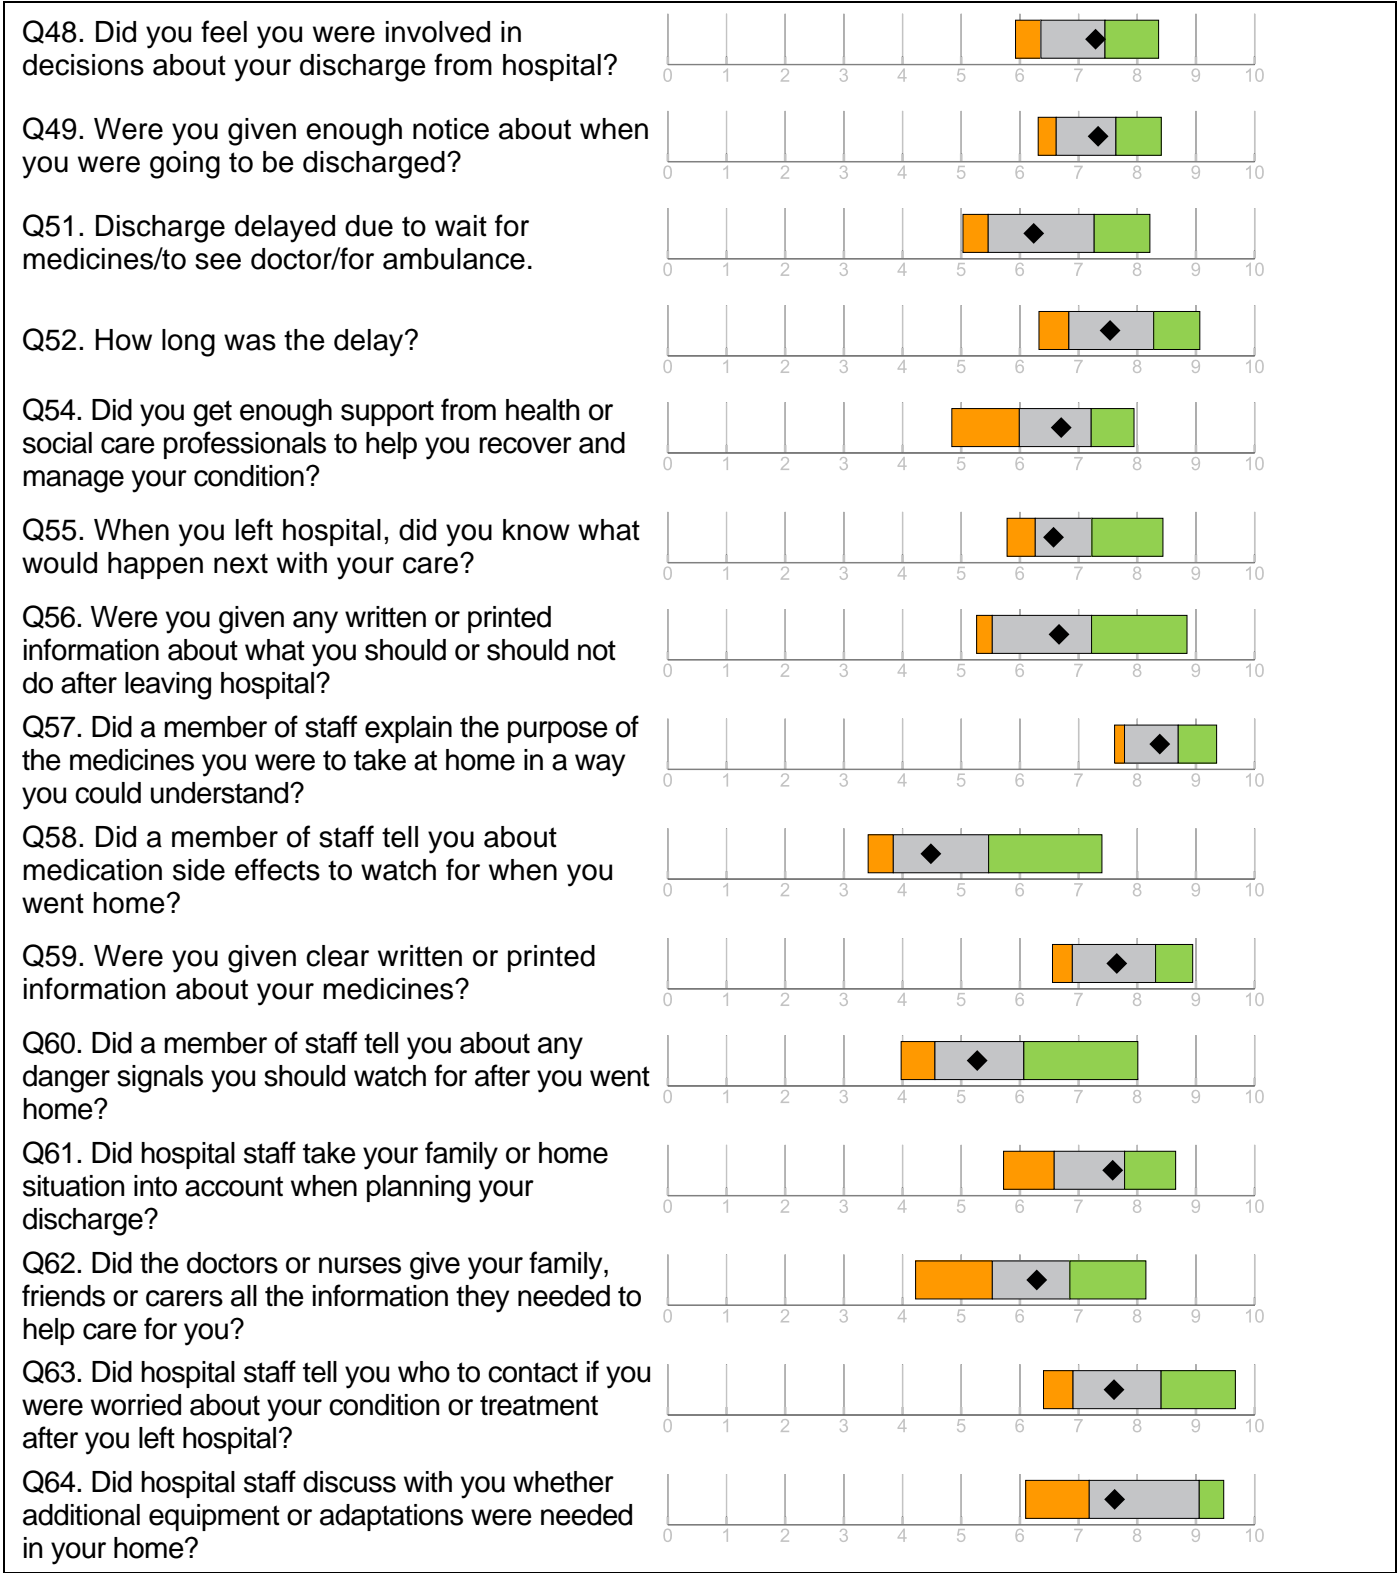 Q48. Did you feel you were involved in
decisions about your discharge from hospital?
0 1 2 3 4 5 6 7 8 9 10
Q49. Were you given enough notice about when
you were going to be discharged?
0 1 2 3 4 5 6 7 8 9 10
Q51. Discharge delayed due to wait for
medicines/to see doctor/for ambulance.
0 1 2 3 4 5 6 7 8 9 10
Q52. How long was the delay?
0 1 2 3 4 5 6 7 8 9 10
Q54. Did you get enough support from health or
social care professionals to help you recover and
manage your condition?
0 1 2 3 4 5 6 7 8 9 10
Q55. When you left hospital, did you know what
would happen next with your care?
0 1 2 3 4 5 6 7 8 9 10
Q56. Were you given any written or printed
information about what you should or should not
do after leaving hospital?
0 1 2 3 4 5 6 7 8 9 10
Q57. Did a member of staff explain the purpose of
the medicines you were to take at home in a way
you could understand?
0 1 2 3 4 5 6 7 8 9 10
Q58. Did a member of staff tell you about
medication side effects to watch for when you
went home?
0 1 2 3 4 5 6 7 8 9 10
Q59. Were you given clear written or printed
information about your medicines?
0 1 2 3 4 5 6 7 8 9 10
Q60. Did a member of staff tell you about any
danger signals you should watch for after you went
home?
0 1 2 3 4 5 6 7 8 9 10
Q61. Did hospital staff take your family or home
situation into account when planning your
discharge?
0 1 2 3 4 5 6 7 8 9 10
Q62. Did the doctors or nurses give your family,
friends or carers all the information they needed to
help care for you?
0 1 2 3 4 5 6 7 8 9 10
Q63. Did hospital staff tell you who to contact if you
were worried about your condition or treatment
after you left hospital?
0 1 2 3 4 5 6 7 8 9 10
Q64. Did hospital staff discuss with you whether
additional equipment or adaptations were needed
in your home?
0 1 2 3 4 5 6 7 8 9 10